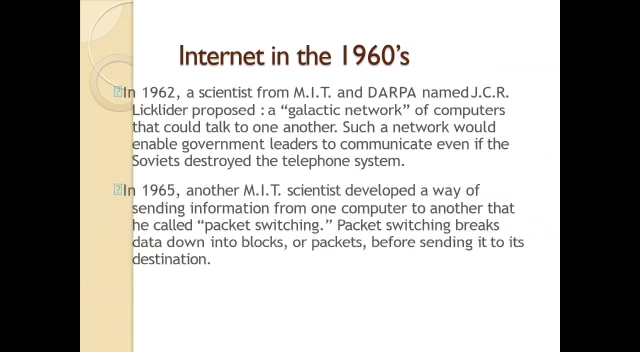 Internet in the 1960's
In 1962, a scientist from M.I.T. and DARPA named J.C.R.
Licklider proposed : a “galactic network” of computers
that could talk to one another. Such a network would
enable government leaders to communicate even if the
Soviets destroyed the telephone system.
In 1965, another M.I.T. scientist developed a way of
sending information from one computer to another that
he called “packet switching.” Packet switching breaks
data down into blocks, or packets, before sending it to its
destination.